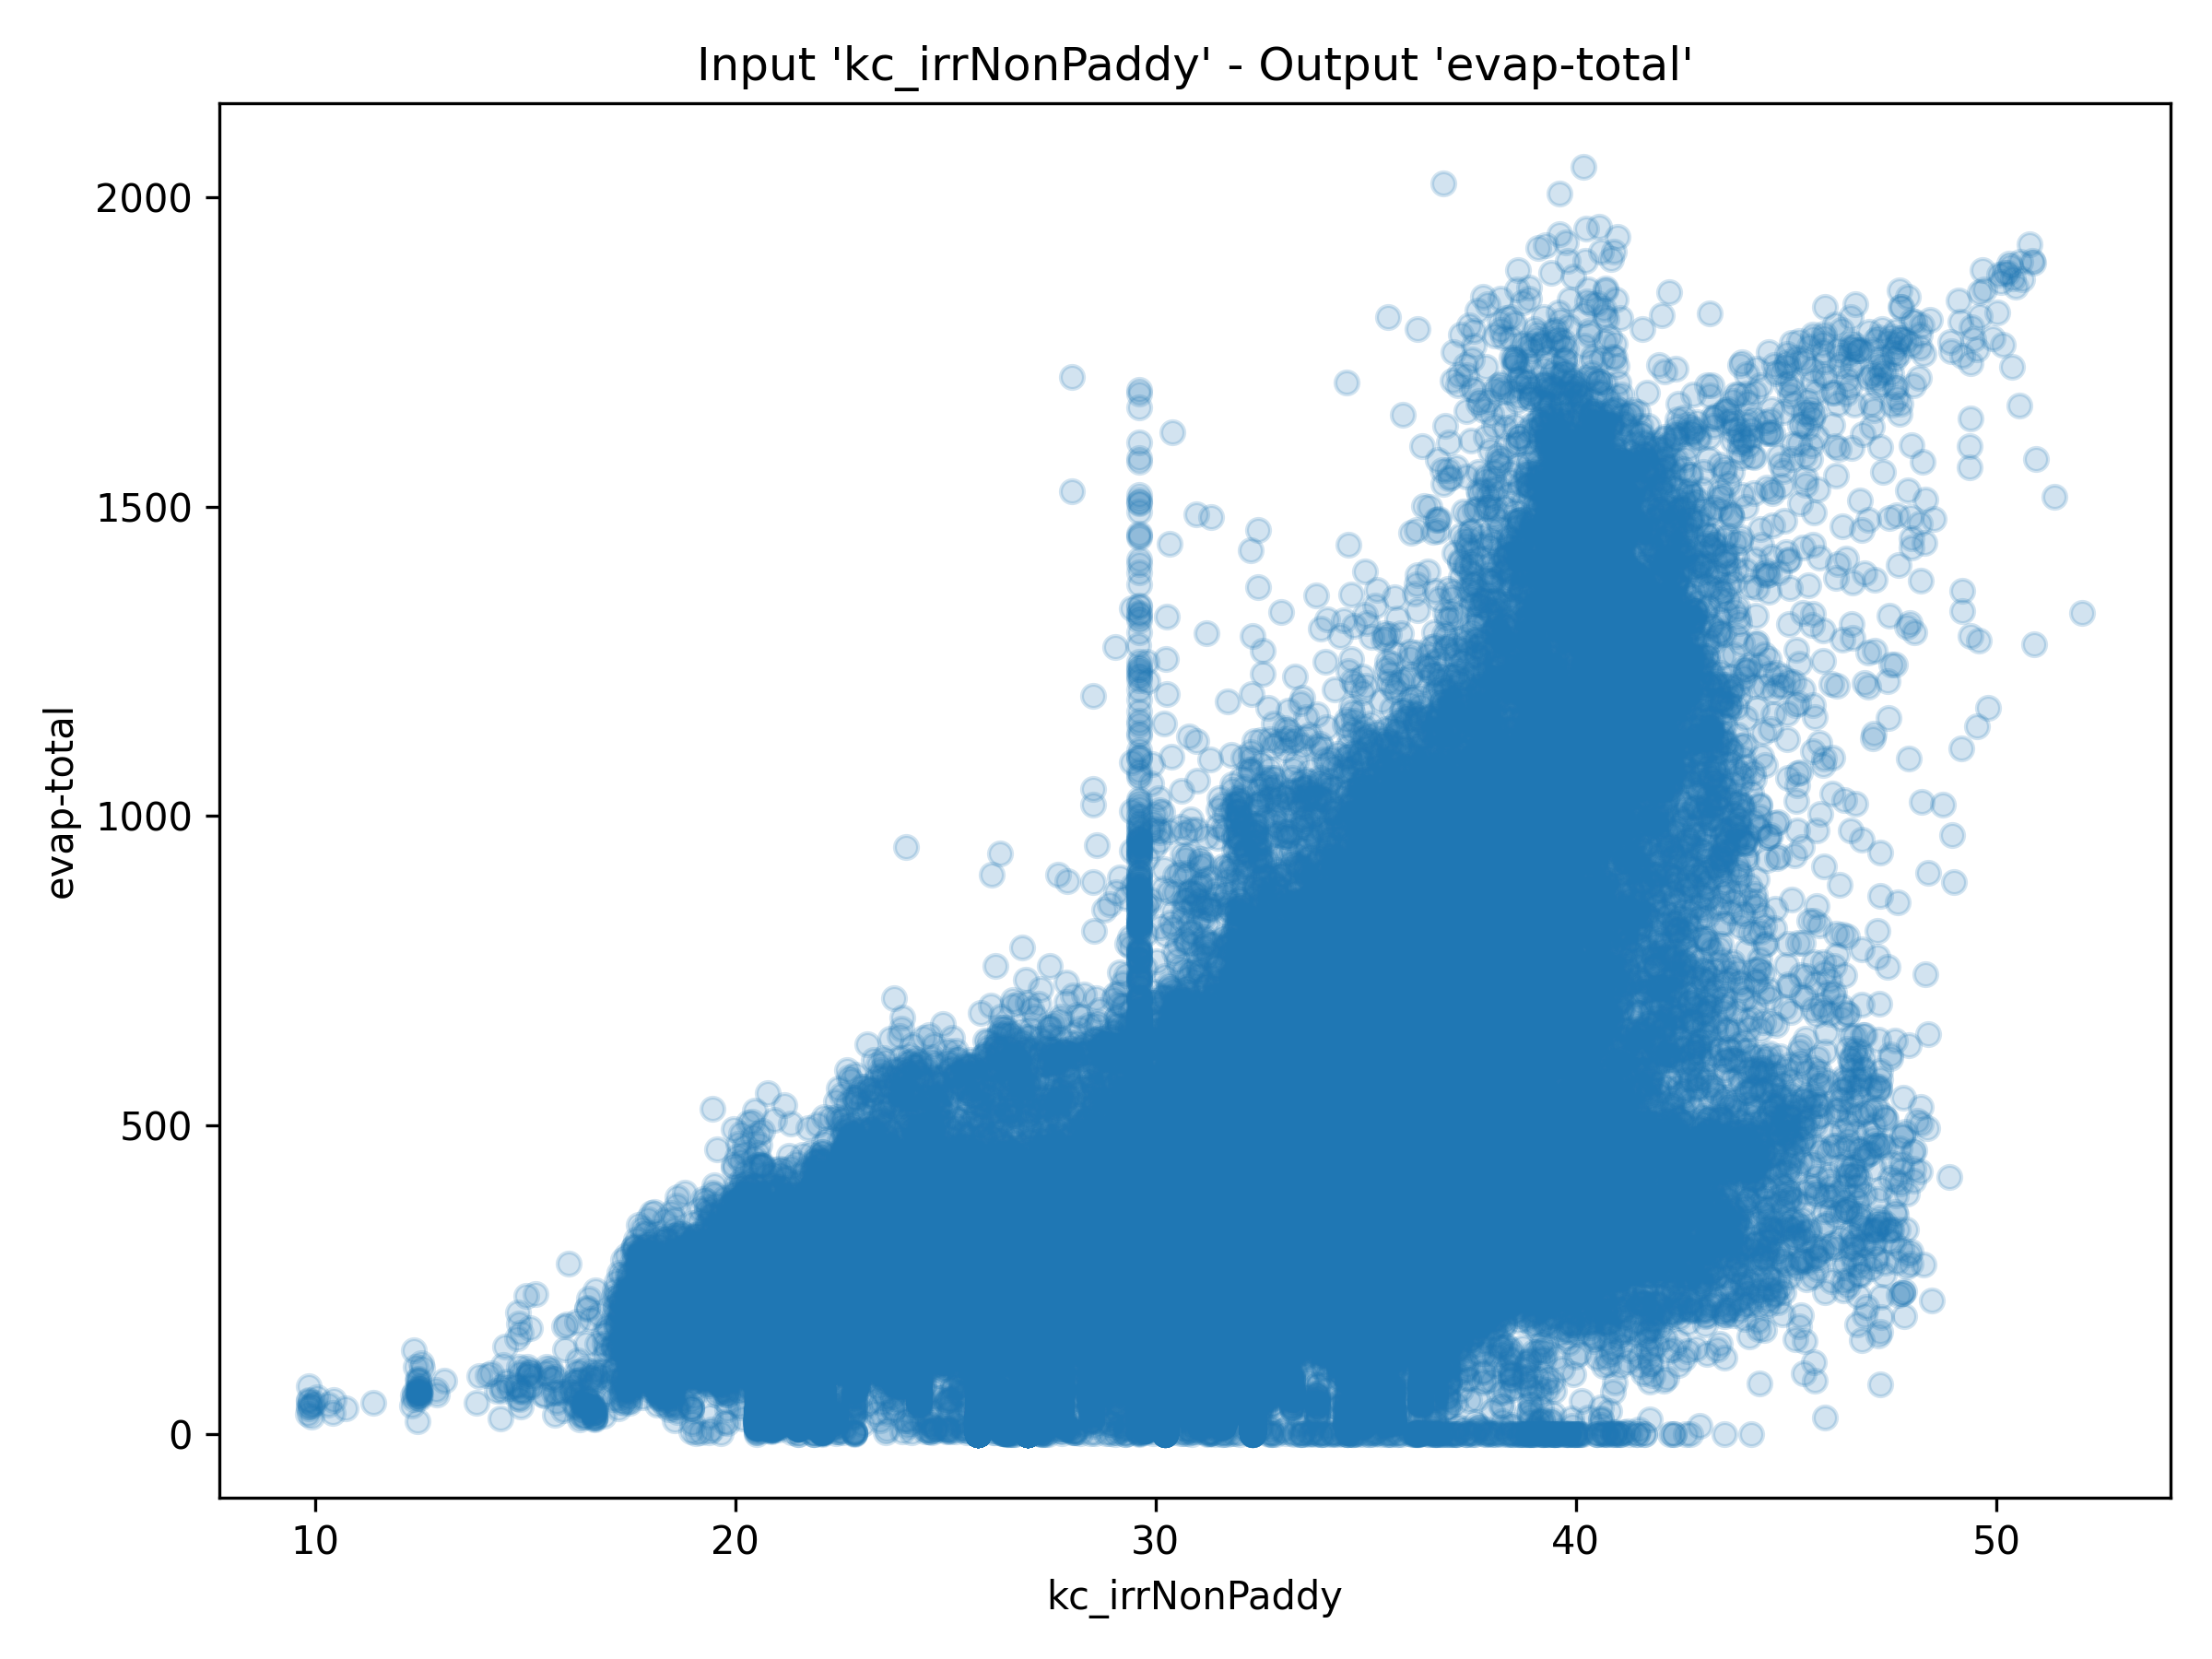 Input 'kc_irrNonPaddy' - Output 'evap-total'
2000
1500
1000
500
0
evap-total
10 20 30 40 50
kc_irrNonPaddy